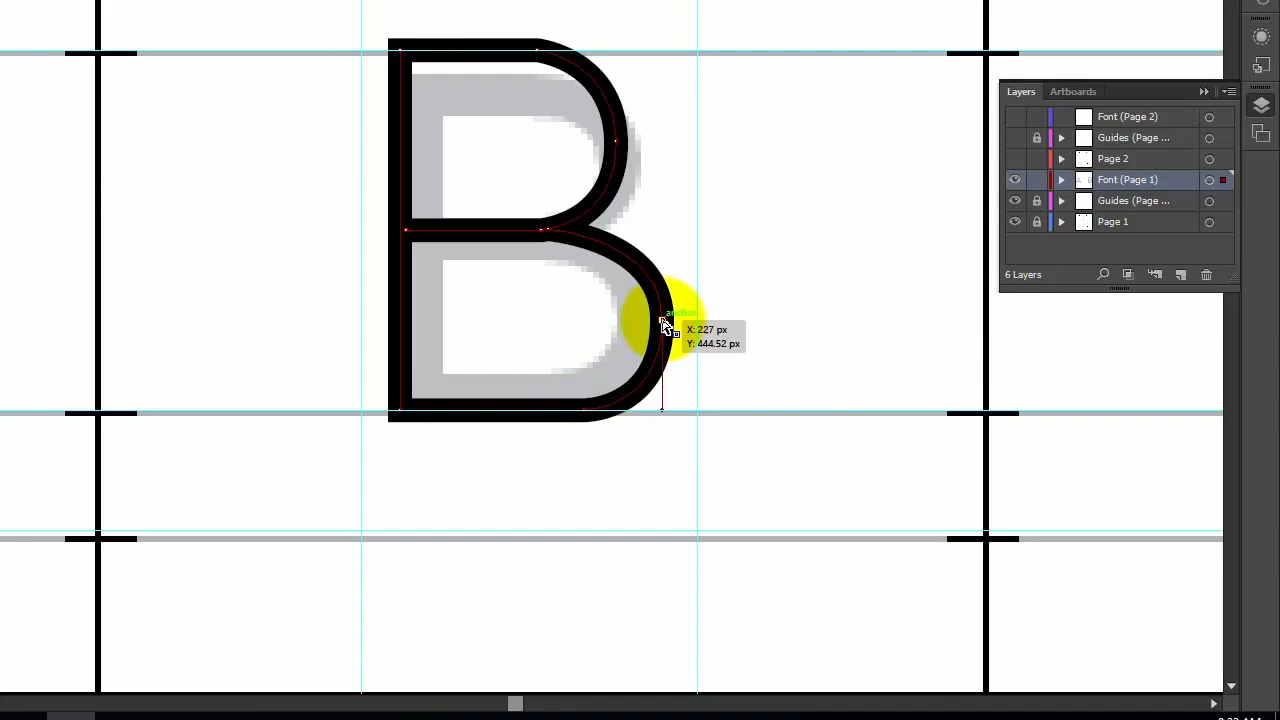 B
Layers Artboards
Font (Page 2)
Guides (Page ...
Page 2
Font (Page 1)
Guides (Page ...
Page 1
6 Layers
anchor
X: 227 px
Y: 444.52 px